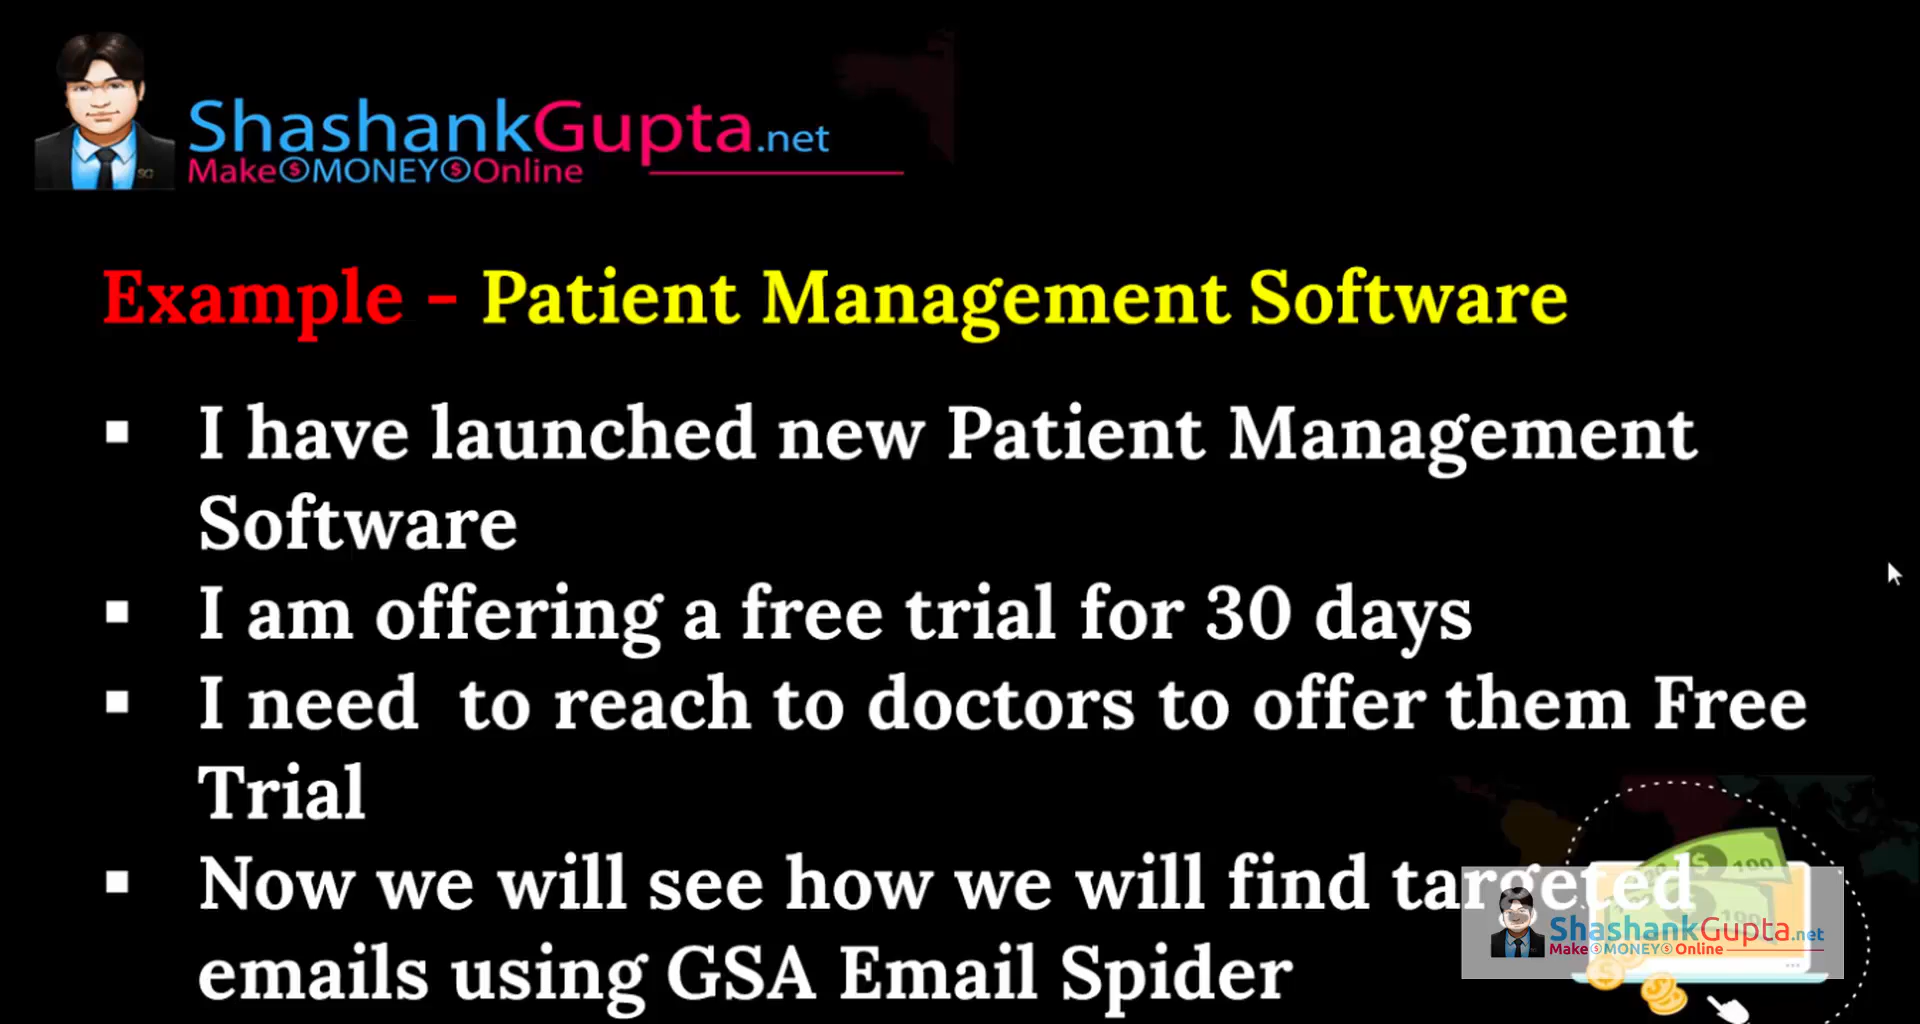 ShashankGupta.net
Make $ MONEY $ Online
Example - Patient Management Software
▪ I have launched new Patient Management
Software
▪ I am offering a free trial for 30 days
▪ I need  to reach to doctors to offer them Free
Trial
▪ Now we will see how we will find targeted
emails using GSA Email Spider
ShashankGupta.net
Make $ MONEY $ Online